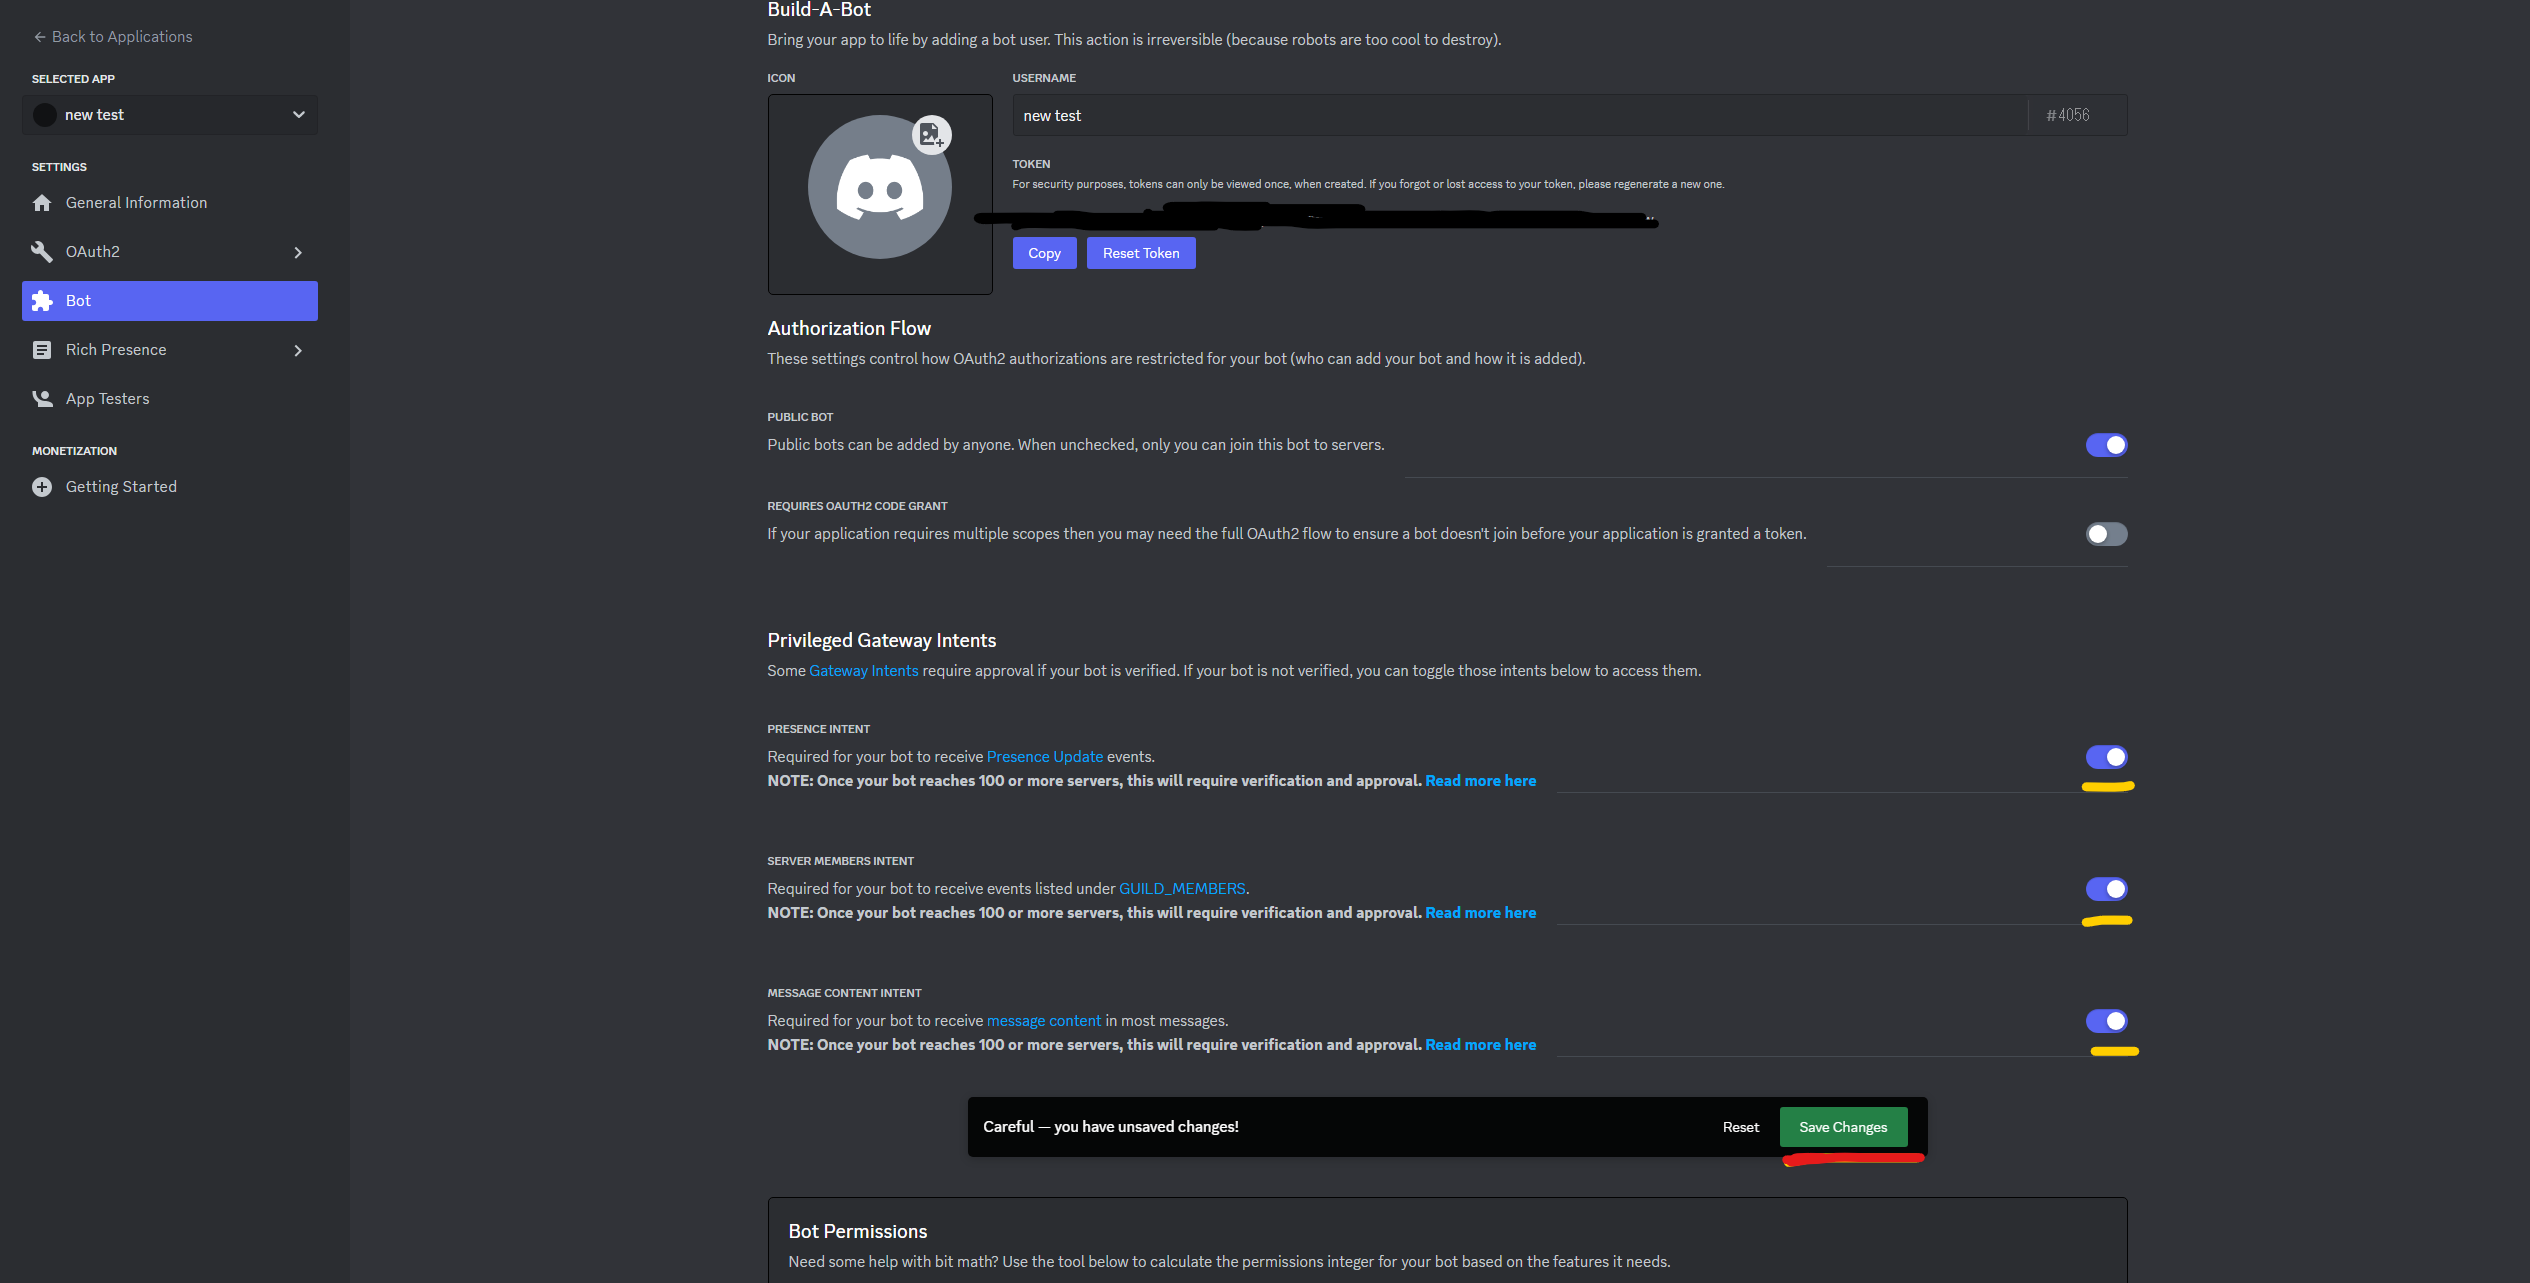 Back to Applications
SELECTED APP
new test
SETTINGS
General Information
OAuth2
Bot
Rich Presence
App Testers
MONETIZATION
Getting Started
Build-A-Bot
Bring your app to life by adding a bot user. This action is irreversible (because robots are too cool to destroy).
ICON
USERNAME
new test
#4056
TOKEN
For security purposes, tokens can only be viewed once, when created. If you forgot or lost access to your token, please regenerate a new one.
Copy
Reset Token
Authorization Flow
These settings control how OAuth2 authorizations are restricted for your bot (who can add your bot and how it is added).
PUBLIC BOT
Public bots can be added by anyone. When unchecked, only you can join this bot to servers.
REQUIRES OAUTH2 CODE GRANT
If your application requires multiple scopes then you may need the full OAuth2 flow to ensure a bot doesn't join before your application is granted a token.
Privileged Gateway Intents
Some Gateway Intents require approval if your bot is verified. If your bot is not verified, you can toggle those intents below to access them.
PRESENCE INTENT
Required for your bot to receive Presence Update events.
NOTE: Once your bot reaches 100 or more servers, this will require verification and approval. Read more here
SERVER MEMBERS INTENT
Required for your bot to receive events listed under GUILD_MEMBERS.
NOTE: Once your bot reaches 100 or more servers, this will require verification and approval. Read more here
MESSAGE CONTENT INTENT
Required for your bot to receive message content in most messages.
NOTE: Once your bot reaches 100 or more servers, this will require verification and approval. Read more here
Careful — you have unsaved changes!
Reset
Save Changes
Bot Permissions
Need some help with bit math? Use the tool below to calculate the permissions integer for your bot based on the features it needs.